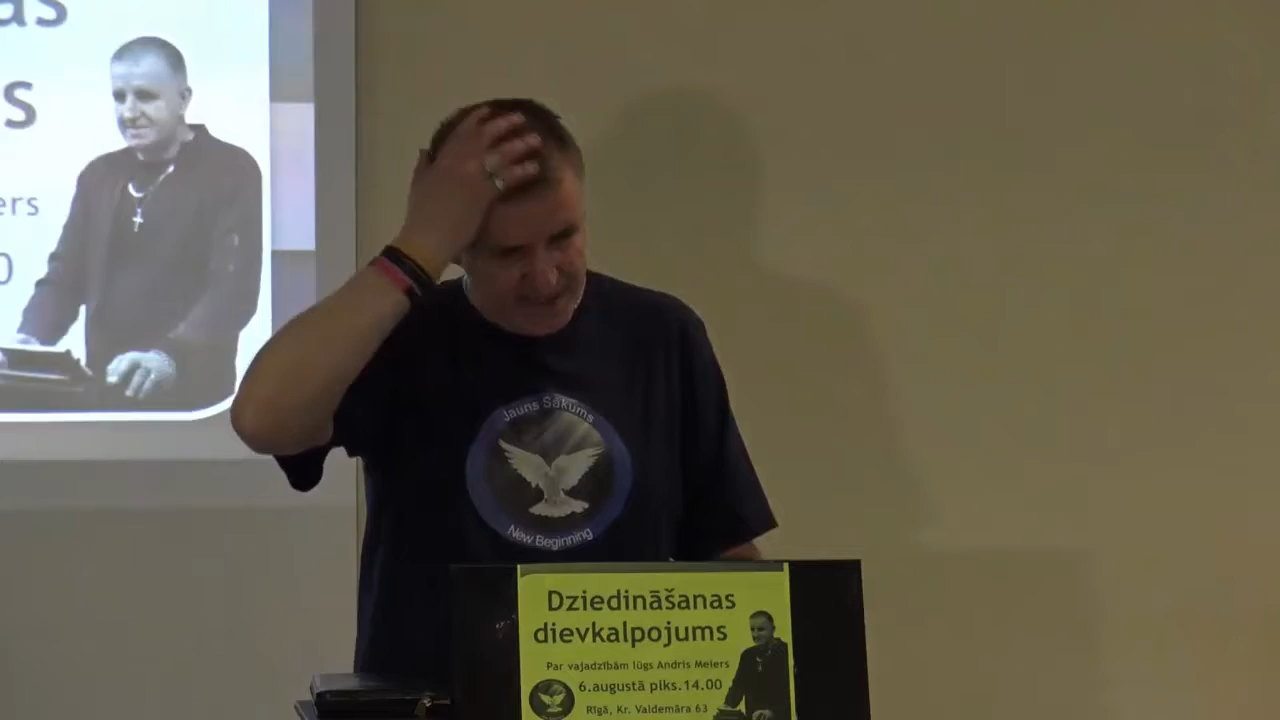 as
s
ers
0
Jauns Sākums
New Beginning
Dziedināšanas
dievkalpojums
Par vajadzībām lūgs Andris Meiers
6.augustā plks.14.00
Rīgā, Kr. Valdemāra 63